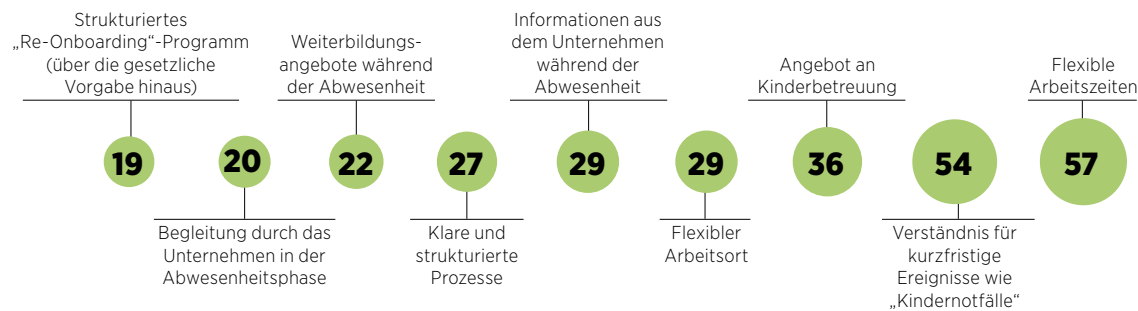 Strukturiertes
„Re-Onboarding“-Programm
(über die gesetzliche
Vorgabe hinaus)
19
20
Begleitung durch das
Unternehmen in der
Abwesenheitsphase
Weiterbildungs-
angebote während
der Abwesenheit
22
27
Klare und
strukturierte
Prozesse
Informationen aus
dem Unternehmen
während der
Abwesenheit
29
29
Flexibler
Arbeitsort
Angebot an
Kinderbetreuung
36
54
Verständnis für
kurzfristige
Ereignisse wie
„Kindernotfälle“
Flexible
Arbeitszeiten
57